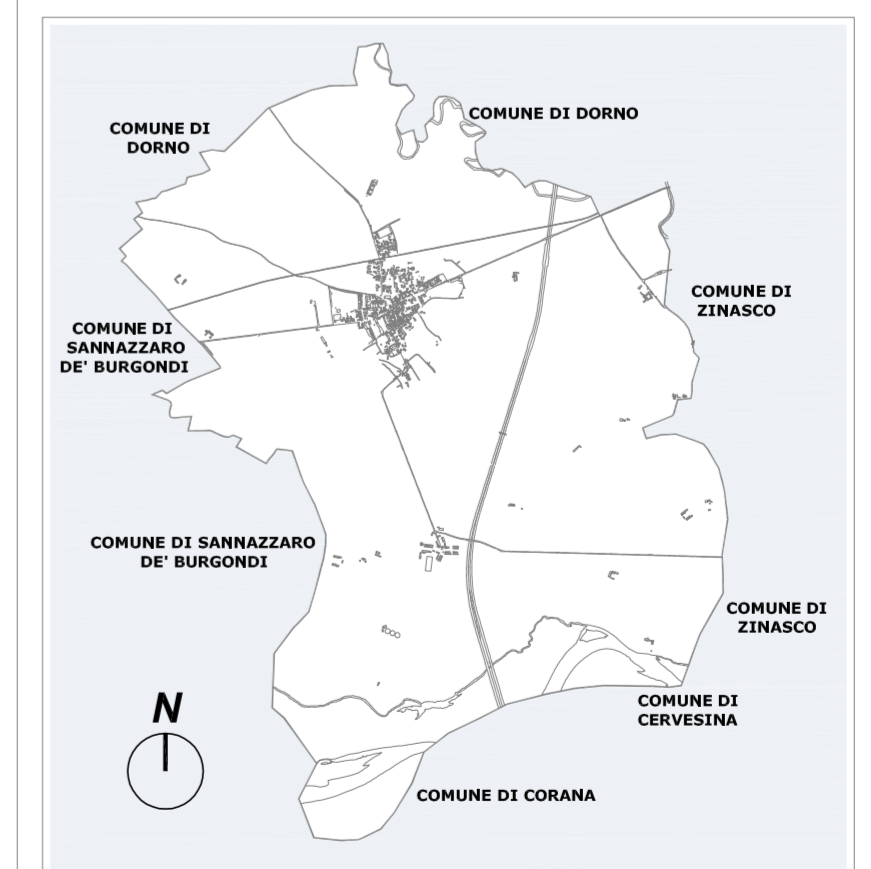 COMUNE DI DORNO
COMUNE DI
DORNO
COMUNE DI
ZINASCO
COMUNE DI
SANNAZZARO
DE' BURGONDI
COMUNE DI SANNAZZARO
DE' BURGONDI
COMUNE DI
ZINASCO
N
COMUNE DI
CERVESINA
COMUNE DI CORANA